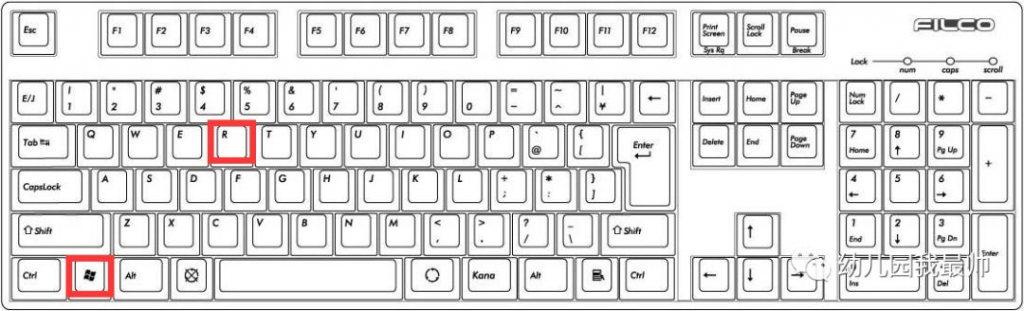 Esc F1 F2 F3 F4 F5 F6 F7 F8 F9 F10 F11 F12 Print Screen Sys Rq Scroll Lock Pause Break FILCO
Lock num caps scroll
E/J ! 1 " 2 # 3 $ 4 % 5 & 6 ' 7 ( 8 ) 9 0 = - ~ ^ | ¥ ← Insert Home Page Up Num Lock / * -
Tab Q W E R T Y U I O P ` @ { [ Enter Delete End Page Down 7 Home 8 ↑ 9 Pg Up +
CapsLock A S D F G H J K L + ; * : } ] 4 ← 5 6 →
⇧Shift Z X C V B N M < , > . ? / _ \ ⇧Shift ↑ 1 End 2 ↓ 3 Pg Dn Enter
Ctrl Alt Kana Alt Ctrl ← ↓ → Ins Del
幼儿园我最帅